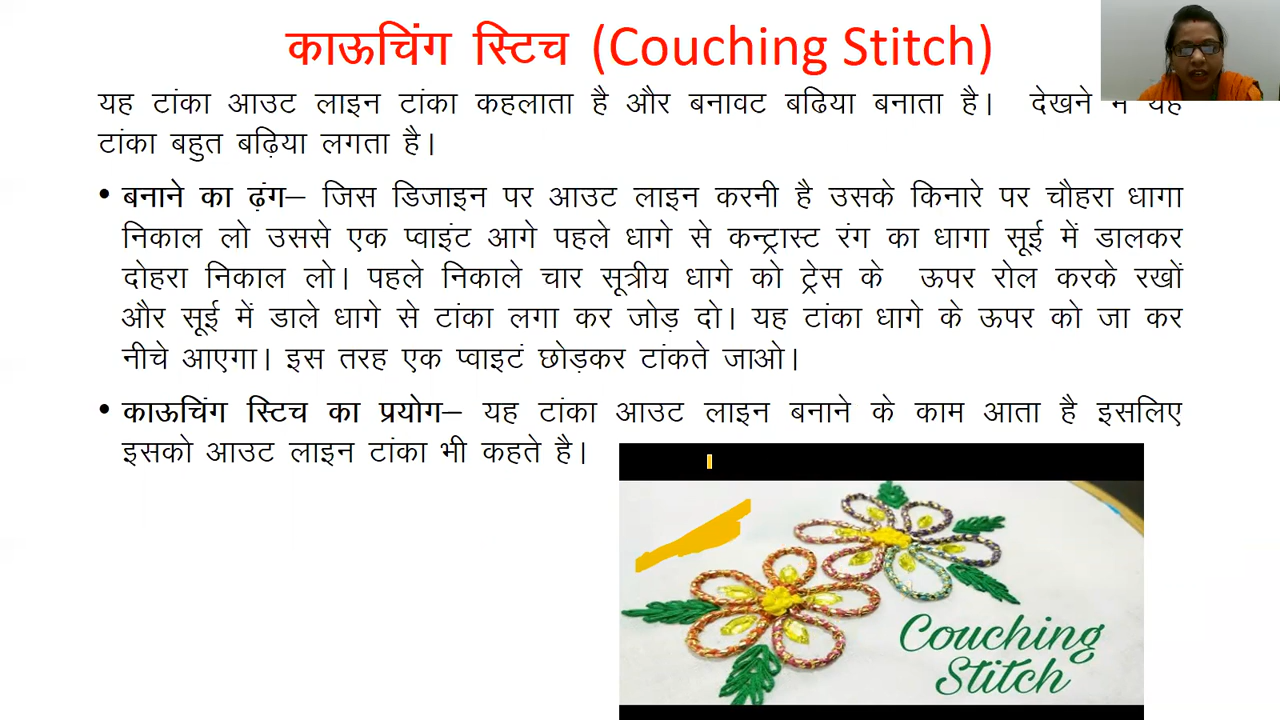 काऊचिंग स्टिच (Couching Stitch)
यह टांका आउट लाइन टांका कहलाता है और बनावट बढिया बनाता है। देखने में यह
टांका बहुत बढ़िया लगता है।
• बनाने का ढ़ंग– जिस डिजाइन पर आउट लाइन करनी है उसके किनारे पर चौहरा धागा
निकाल लो उससे एक प्वाइंट आगे पहले धागे से कन्ट्रास्ट रंग का धागा सूई में डालकर
दोहरा निकाल लो। पहले निकाले चार सूत्रीय धागे को ट्रेस के ऊपर रोल करके रखों
और सूई में डाले धागे से टांका लगा कर जोड़ दो। यह टांका धागे के ऊपर को जा कर
नीचे आएगा। इस तरह एक प्वाइटं छोड़कर टांकते जाओ।
• काऊचिंग स्टिच का प्रयोग– यह टांका आउट लाइन बनाने के काम आता है इसलिए
इसको आउट लाइन टांका भी कहते है।
Couching
Stitch